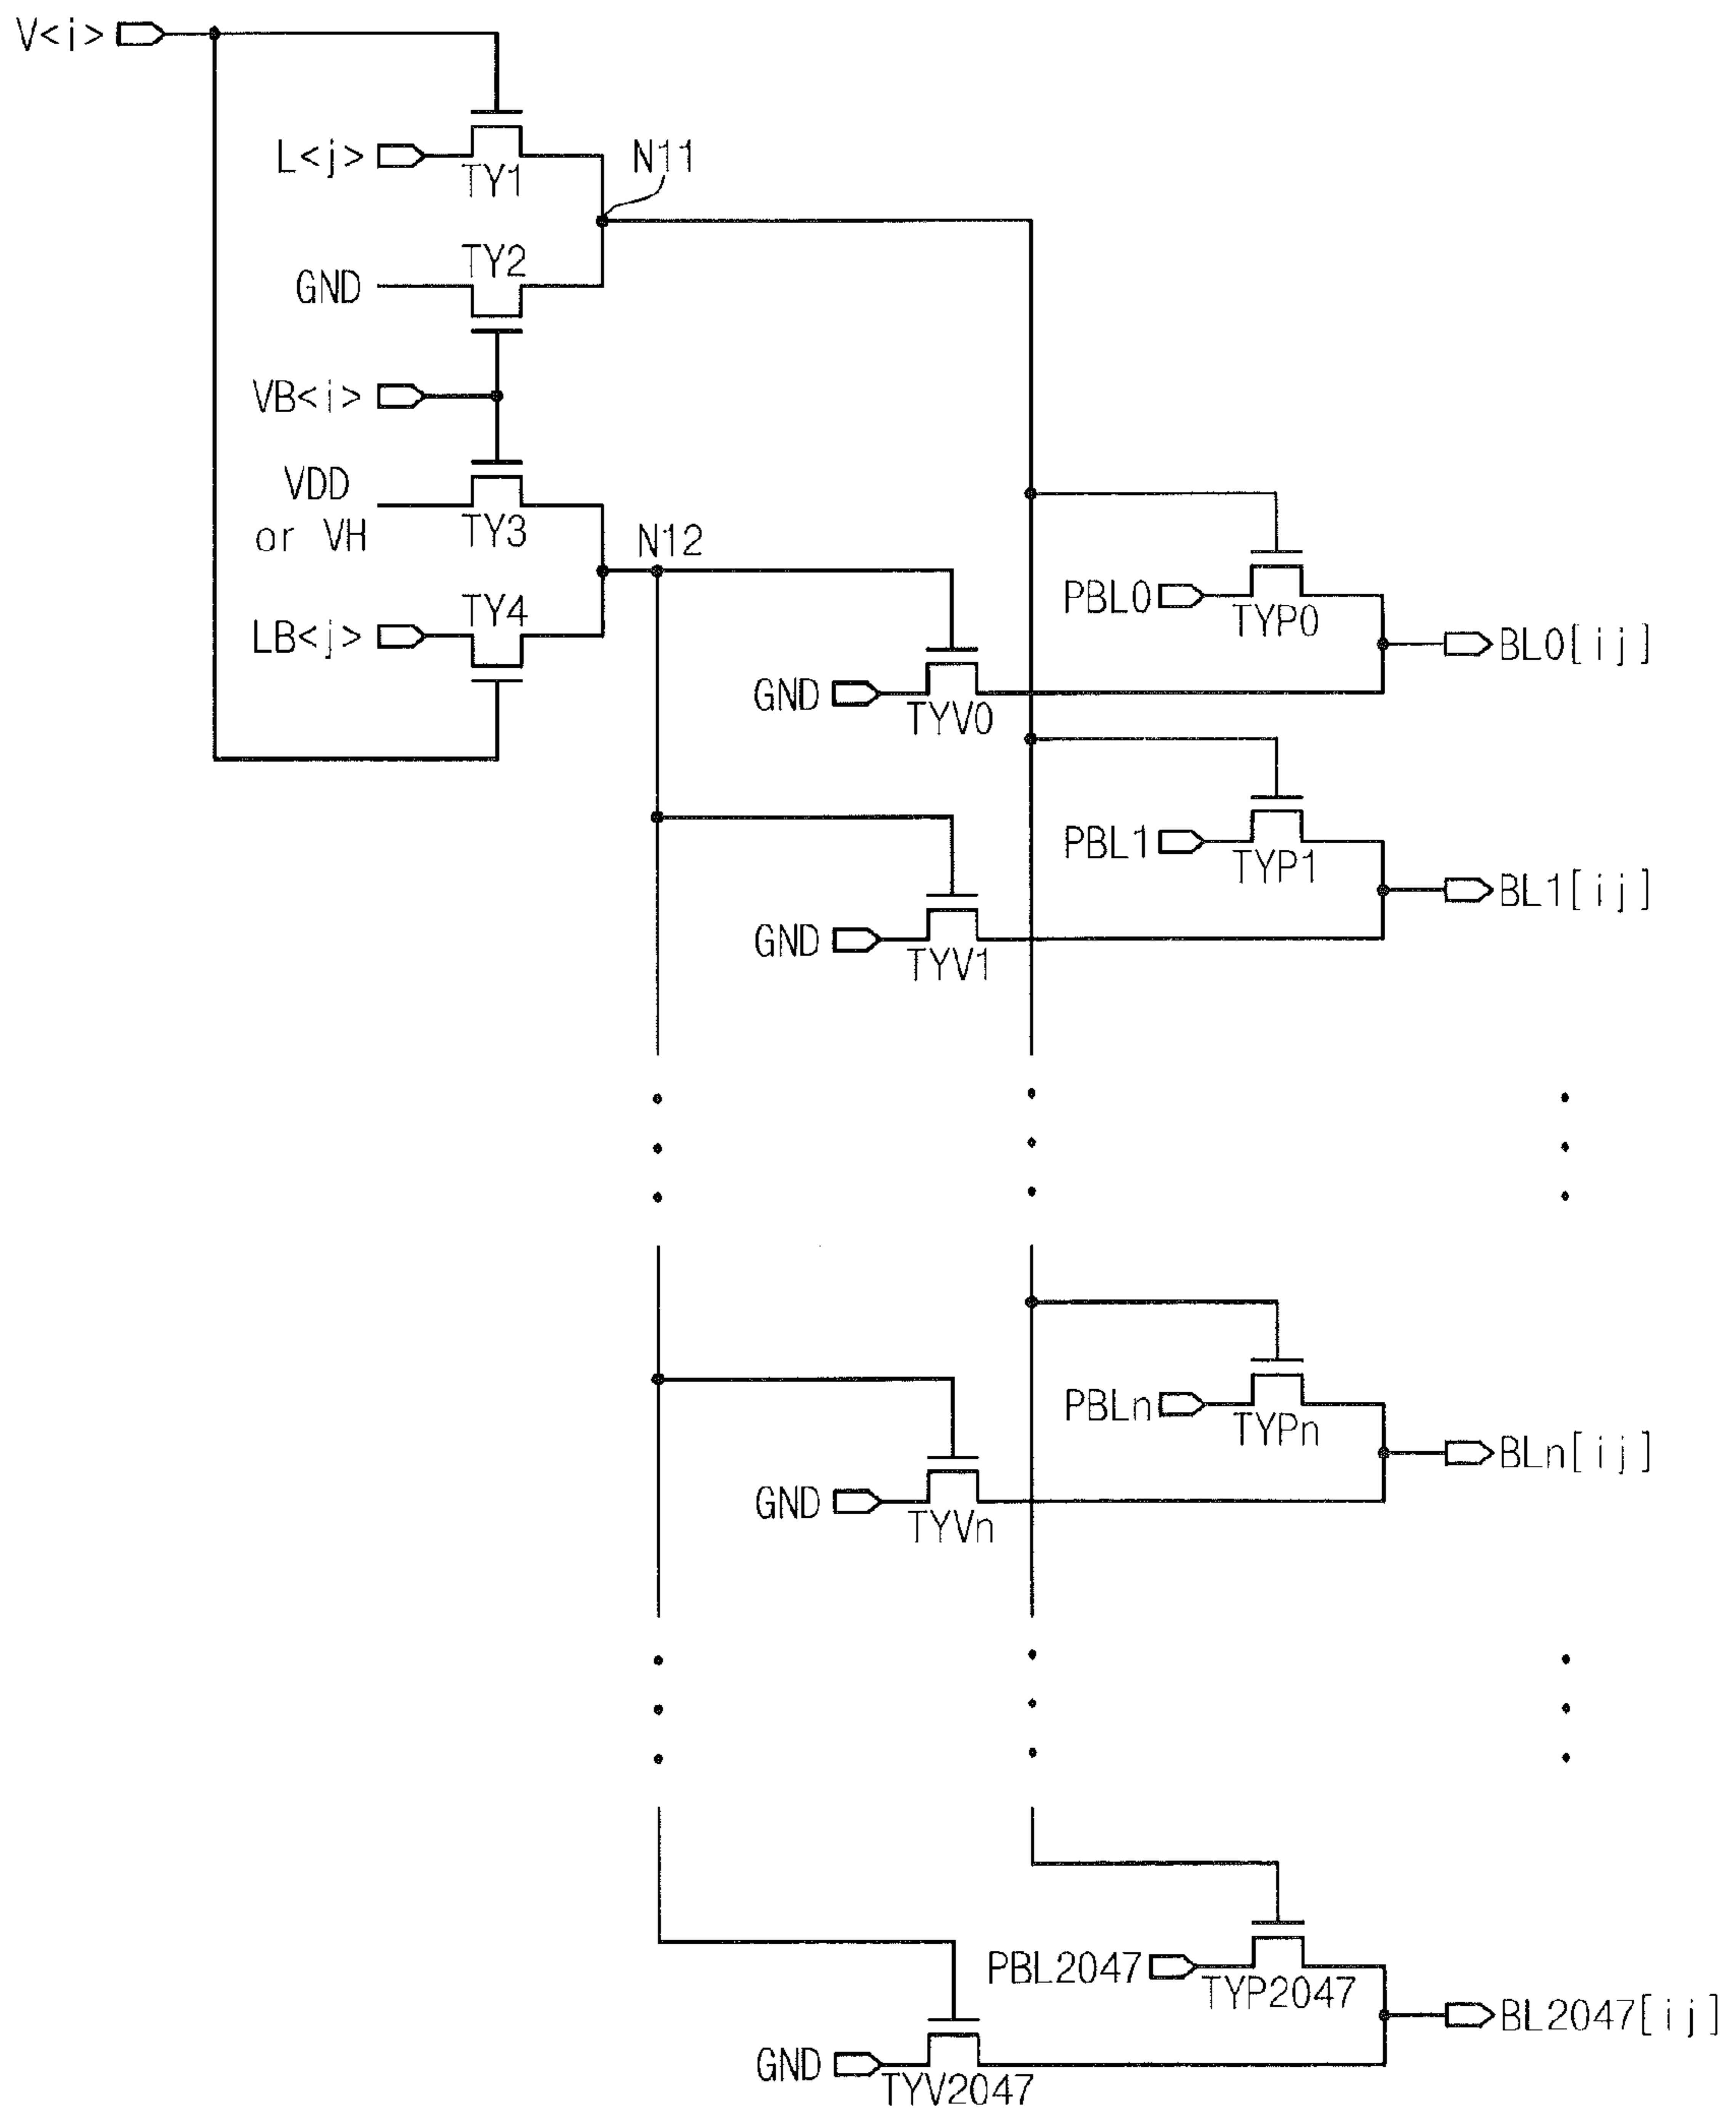 V<i>
L<j>
TY1
N11
TY2
GND
VB<i>
VDD
or VH
TY3
N12
TY4
LB<j>
PBL0
TYP0
BL0[ij]
GND
TYV0
PBL1
TYP1
BL1[ij]
GND
TYV1
PBLn
TYPn
BLn[ij]
GND
TYVn
PBL2047
TYP2047
BL2047[ij]
GND
TYV2047